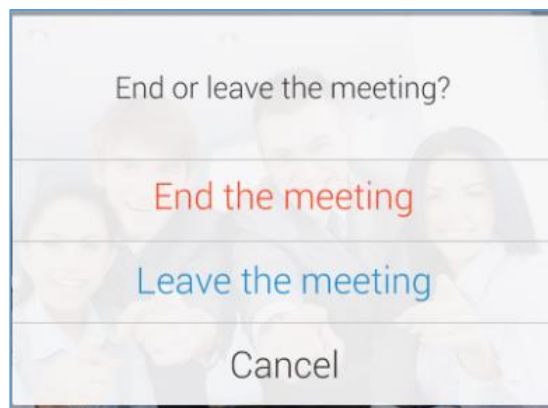 End or leave the meeting?
End the meeting
Leave the meeting
Cancel